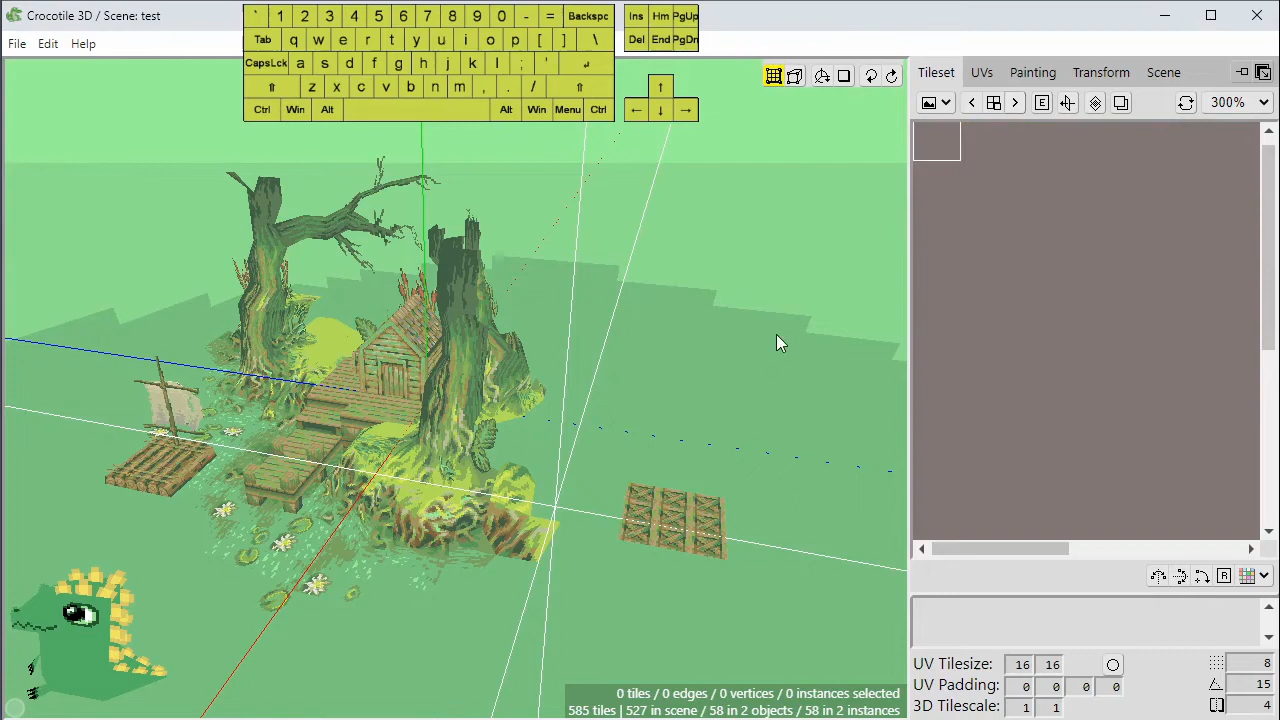 Crocotile 3D / Scene: test
File Edit Help
` 1 2 3 4 5 6 7 8 9 0 - = Backspc
Tab q w e r t y u i o p [ ] \
CapsLck a s d f g h j k l ; '
z x c v b n m , . /
Ctrl Win Alt Alt Win Menu Ctrl
Ins Hm PgUp
Del End PgDn
Tileset UVs Painting Transform Scene
E 300%
R
UV Tilesize: 16 16 8
UV Padding: 0 0 0 0 15
3D Tilescale: 1 1 4
0 tiles / 0 edges / 0 vertices / 0 instances selected
585 tiles | 527 in scene / 58 in 2 objects / 58 in 2 instances